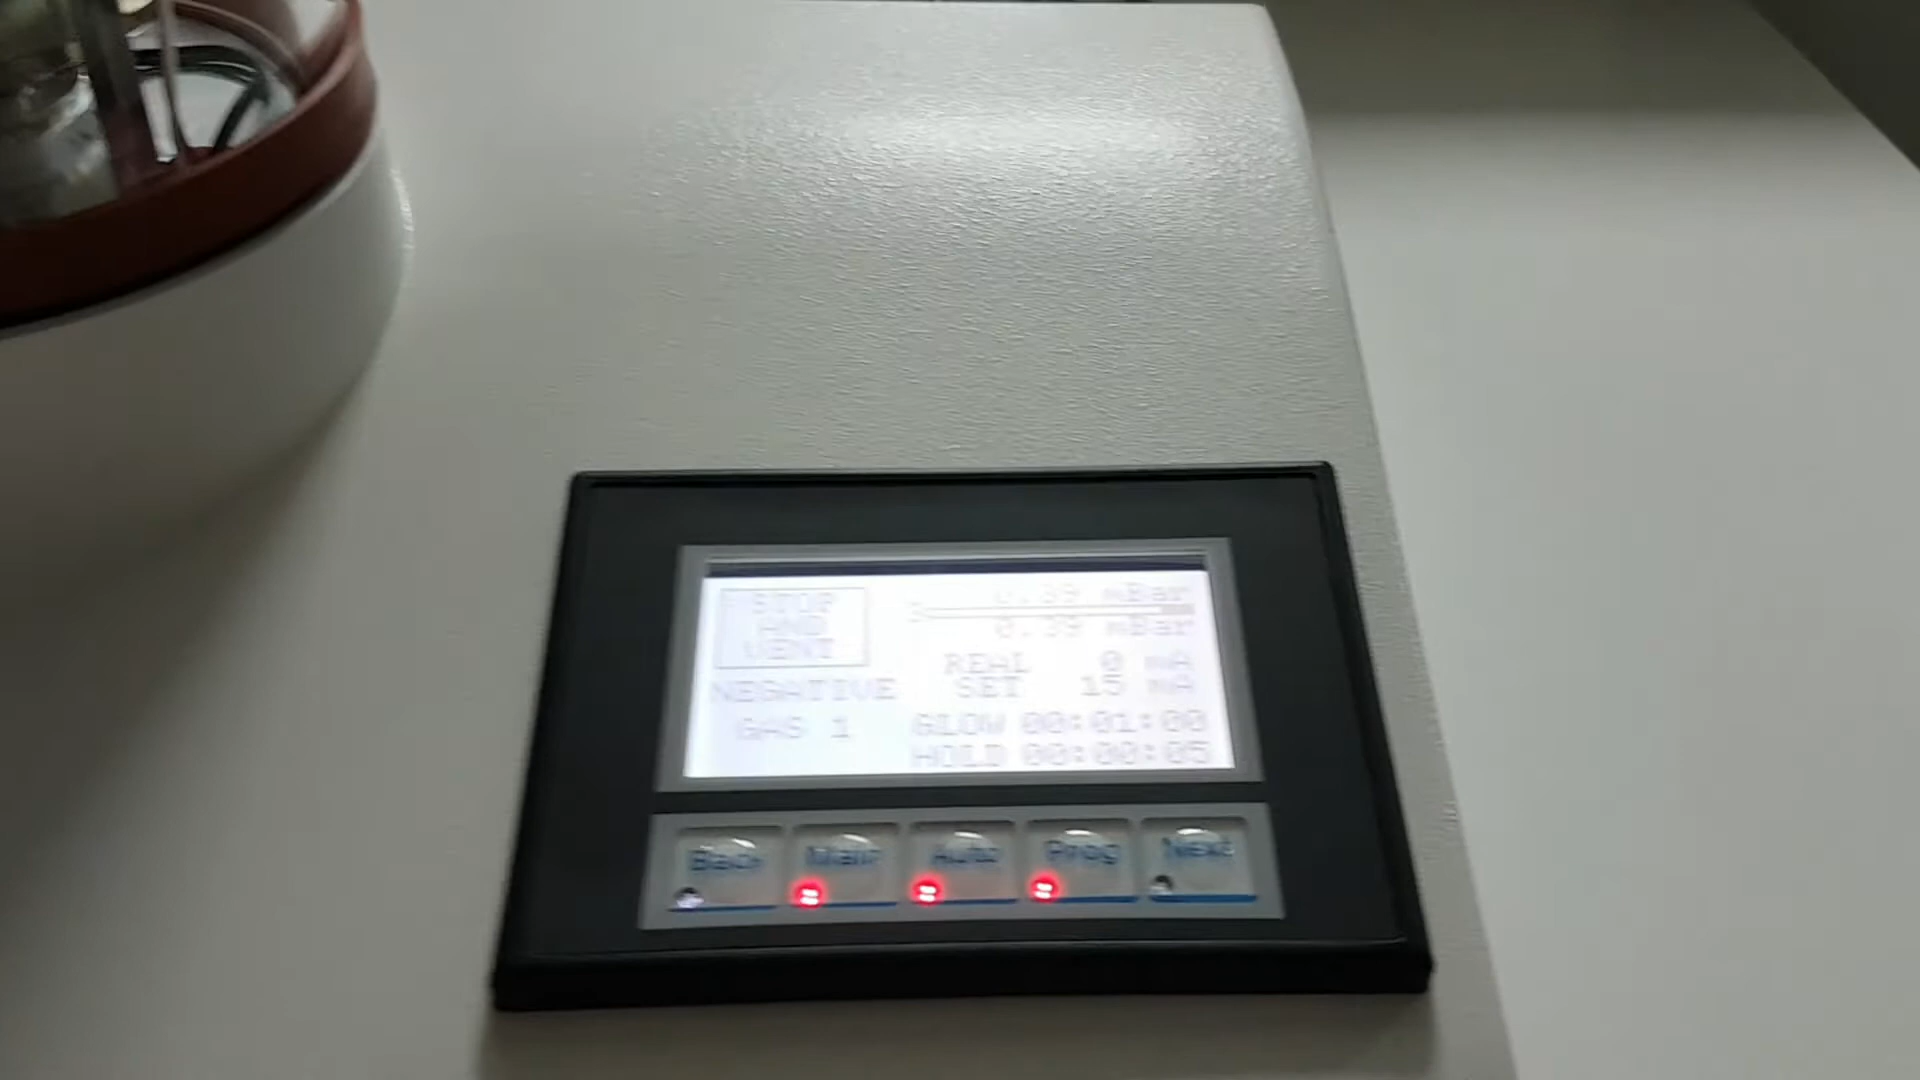 STOP
AND
VENT
0.39 mBar
0.39 mBar
REAL 0 mA
SET 15 mA
NEGATIVE
GAS 1
GLOW 00:01:00
HOLD 00:00:05
Back Main Auto Prog Next